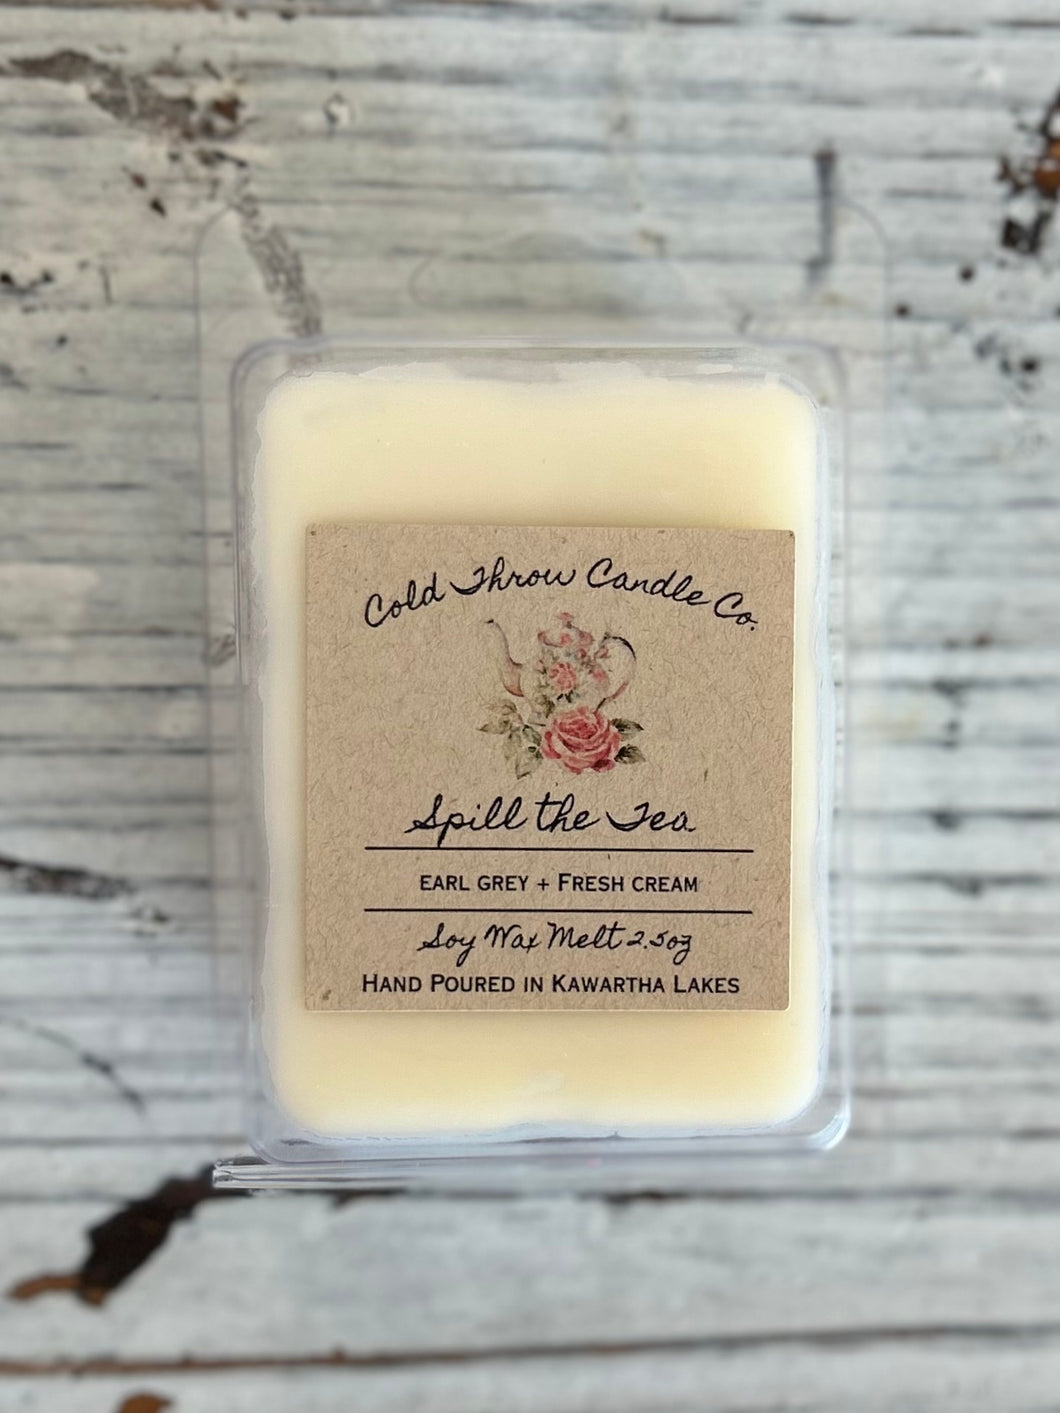 Cold Throw Candle Co.
Spill the Tea
EARL GREY + FRESH CREAM
Soy Wax Melt 2.5oz
HAND POURED IN KAWARTHA LAKES